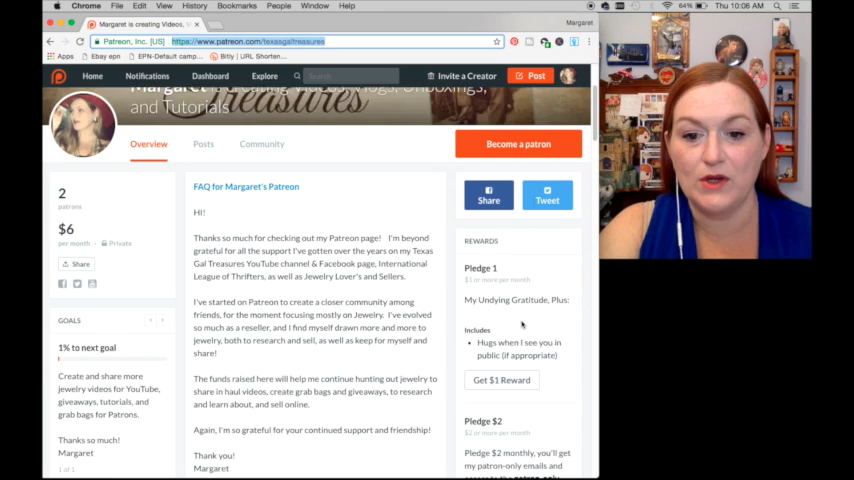 Chrome File Edit View History Bookmarks People Window Help
64% Thu 10:06 AM
Margaret is creating Videos, V
Margaret
Patreon, Inc. [US] https://www.patreon.com/texasgaltreasures
Apps Ebay epn EPN-Default camp... Bitly | URL Shorten...
Home Notifications Dashboard Explore Search Invite a Creator Post
Margaret is creating Videos, Vlogs, Unboxings,
and Tutorials
Treasures
Overview Posts Community Become a patron
2
patrons
$6
per month · Private
Share
GOALS
1% to next goal
Create and share more
jewelry videos for YouTube,
giveaways, tutorials, and
grab bags for Patrons.
Thanks so much!
Margaret
1 of 1
FAQ for Margaret's Patreon
HI!
Thanks so much for checking out my Patreon page! I'm beyond
grateful for all the support I've gotten over the years on my Texas
Gal Treasures YouTube channel & Facebook page, International
League of Thrifters, as well as Jewelry Lover's and Sellers.
I've started on Patreon to create a closer community among
friends, for the moment focusing mostly on Jewelry. I've evolved
so much as a reseller, and I find myself drawn more and more to
jewelry, both to research and sell, as well as keep for myself and
share!
The funds raised here will help me continue hunting out jewelry to
share in haul videos, create grab bags and giveaways, to research
and learn about, and sell online.
Again, I'm so grateful for your continued support and friendship!
Thank you!
Margaret
Share Tweet
REWARDS
Pledge 1
$1 or more per month
My Undying Gratitude, Plus:
Includes
• Hugs when I see you in
public (if appropriate)
Get $1 Reward
Pledge $2
$2 or more per month
Pledge $2 monthly, you'll get
my patron-only emails and
access to the patron-only